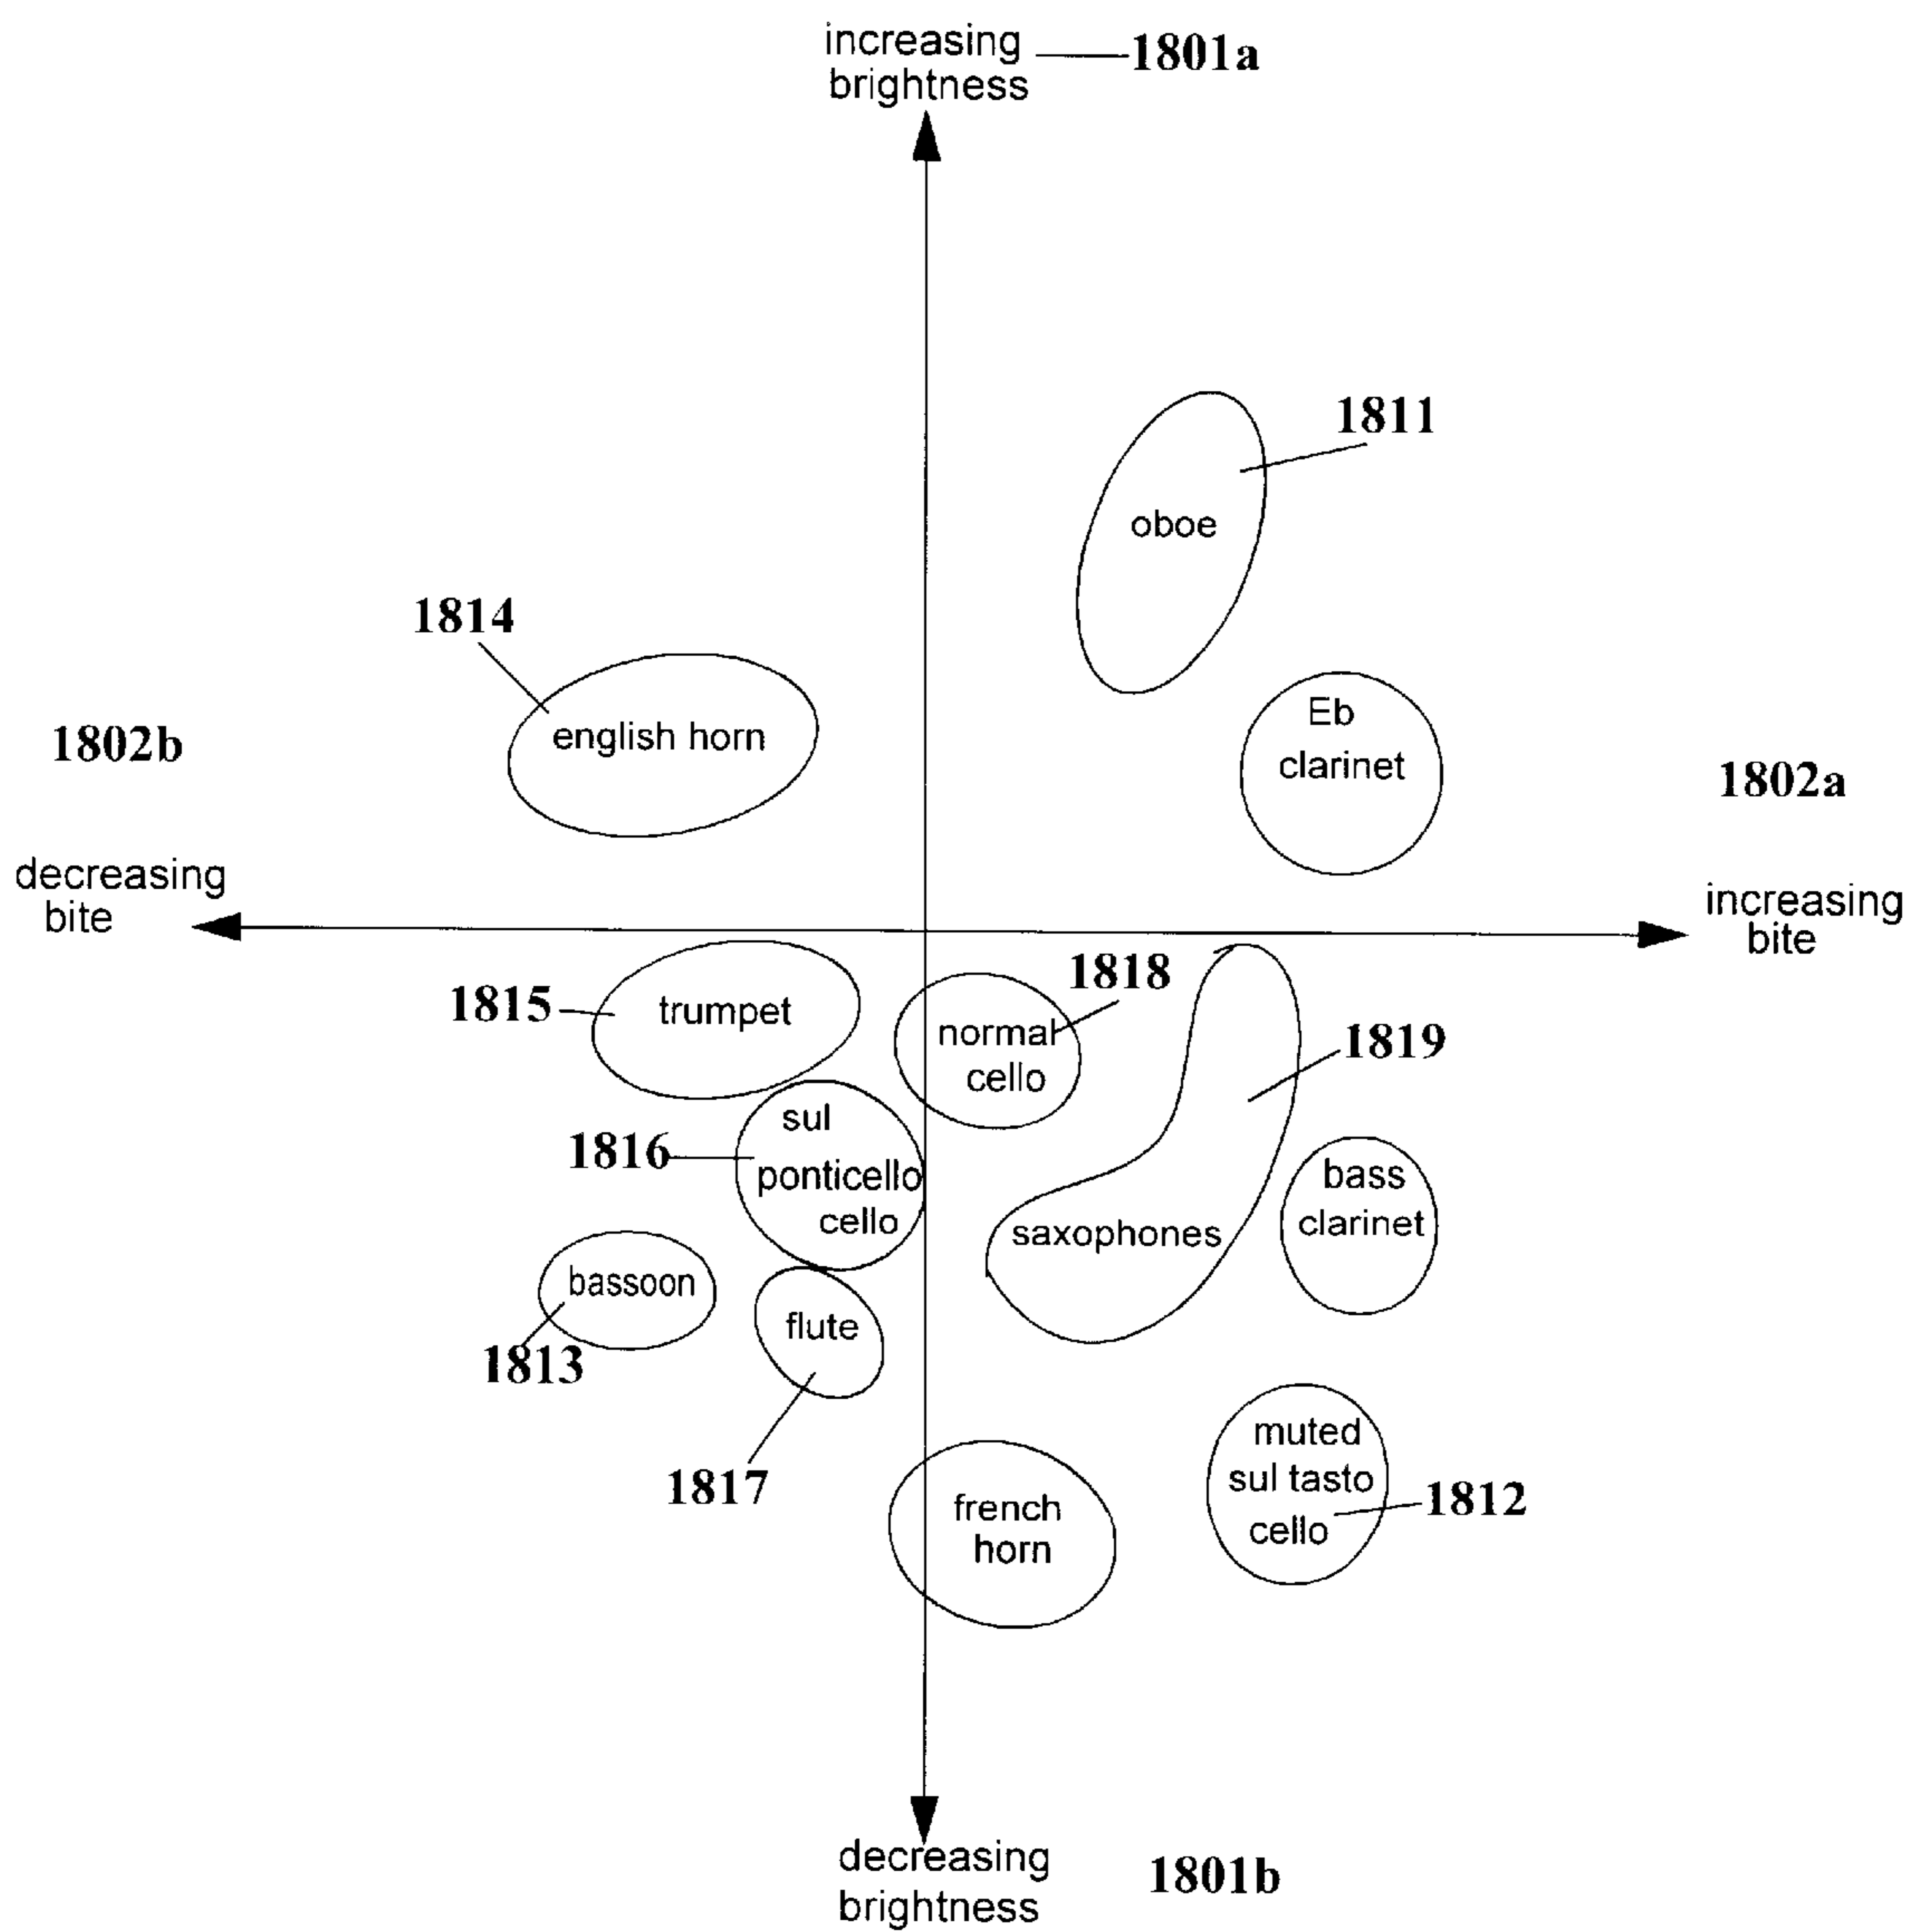 increasing
brightness
1801a
1811
oboe
1814
english horn
Eb
clarinet
1802b
1802a
decreasing
bite
increasing
bite
1815
trumpet
1818
normal
cello
1819
1816
sul
ponticello
cello
saxophones
bass
clarinet
bassoon
1813
flute
1817
french
horn
muted
sul tasto
cello
1812
decreasing
brightness
1801b